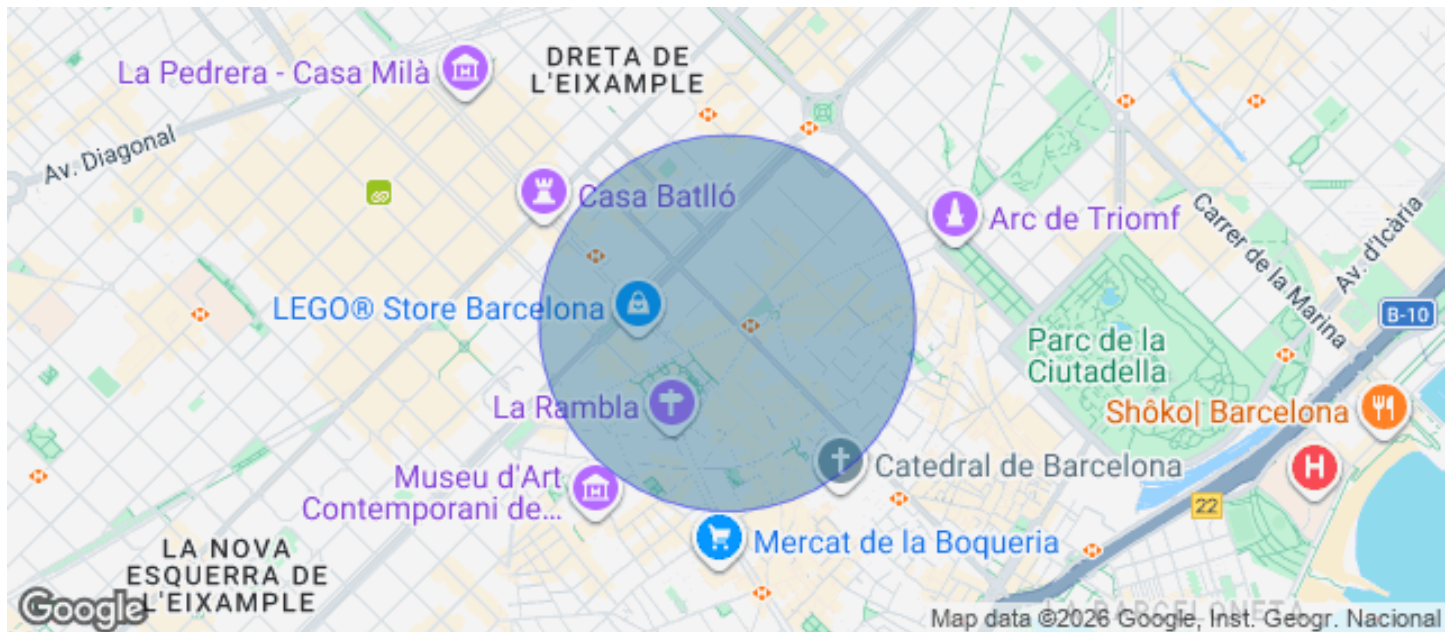 DRETA DE
L'EIXAMPLE
La Pedrera - Casa Milà
Av. Diagonal
Casa Batlló
Arc de Triomf
Carrer de la Marina
Av. d'Icària
LEGO® Store Barcelona
B-10
Parc de la
Ciutadella
La Rambla
Shôko| Barcelona
H
Museu d'Art
Contemporani de...
Catedral de Barcelona
22
Mercat de la Boqueria
LA NOVA
ESQUERRA DE
L'EIXAMPLE
LA BARCELONETA
Google
Map data ©2026 Google, Inst. Geogr. Nacional